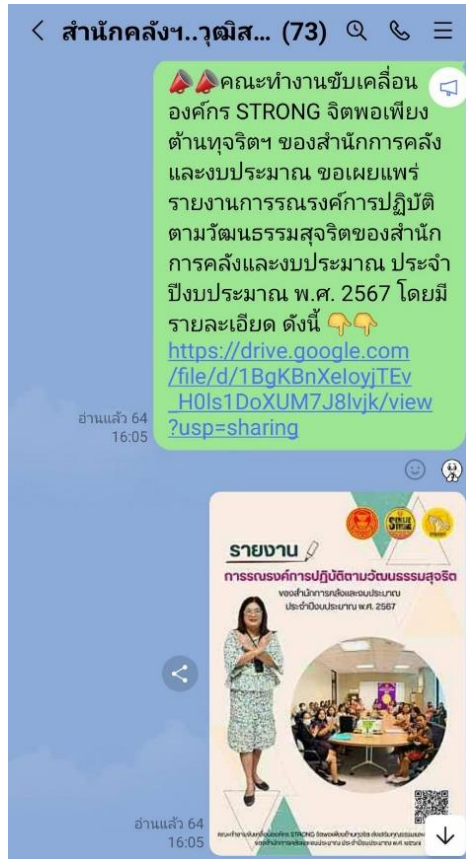 สำนักคลังฯ..วุฒิส... (73)
📣📣คณะทำงานขับเคลื่อน
องค์กร STRONG จิตพอเพียง
ต้านทุจริตฯ ของสำนักการคลัง
และงบประมาณ ขอเผยแพร่
รายงานการรณรงค์การปฏิบัติ
ตามวัฒนธรรมสุจริตของสำนัก
การคลังและงบประมาณ ประจำ
ปีงบประมาณ พ.ศ. 2567 โดยมี
รายละเอียด ดังนี้ 👇👇
https://drive.google.com
/file/d/1BgKBnXeloyjTEv
_H0ls1DoXUM7J8lvjk/view
?usp=sharing
อ่านแล้ว 64
16:05
รายงาน
การรณรงค์การปฏิบัติตามวัฒนธรรมสุจริต
ของสำนักการคลังและงบประมาณ
ประจำปีงบประมาณ พ.ศ. 2567
อ่านแล้ว 64
16:05